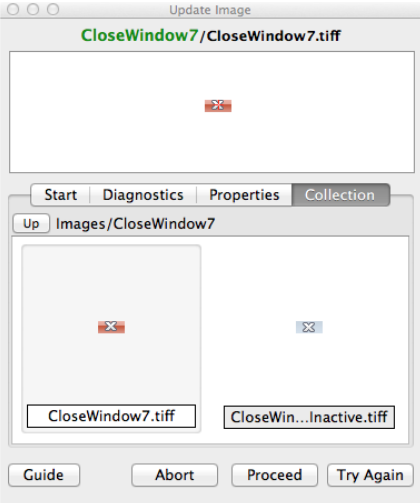 Update Image
CloseWindow7/CloseWindow7.tiff
Start Diagnostics Properties Collection
Up Images/CloseWindow7
CloseWindow7.tiff CloseWin...Inactive.tiff
Guide Abort Proceed Try Again